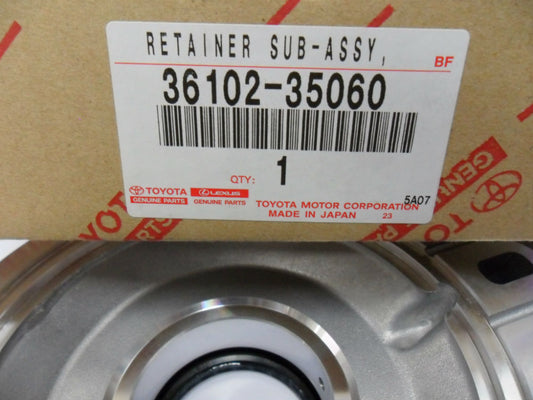 RETAINER SUB-ASSY,
BF
36102-35060
QTY: 1
TOYOTA LEXUS
GENUINE PARTS GENUINE PARTS
TOYOTA MOTOR CORPORATION 5A07
MADE IN JAPAN 23